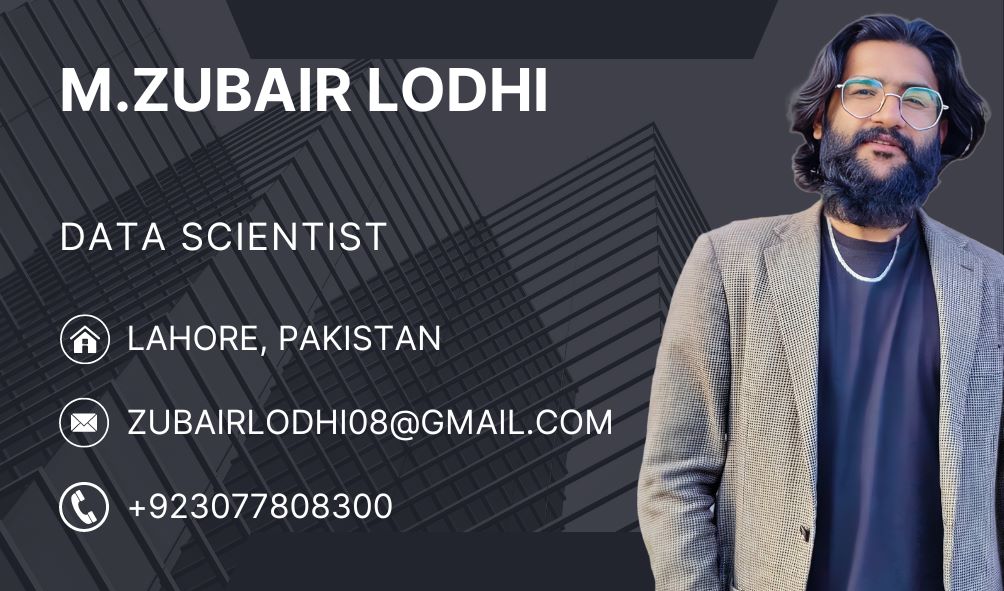 M.ZUBAIR LODHI
DATA SCIENTIST
LAHORE, PAKISTAN
ZUBAIRLODHI08@GMAIL.COM
+923077808300